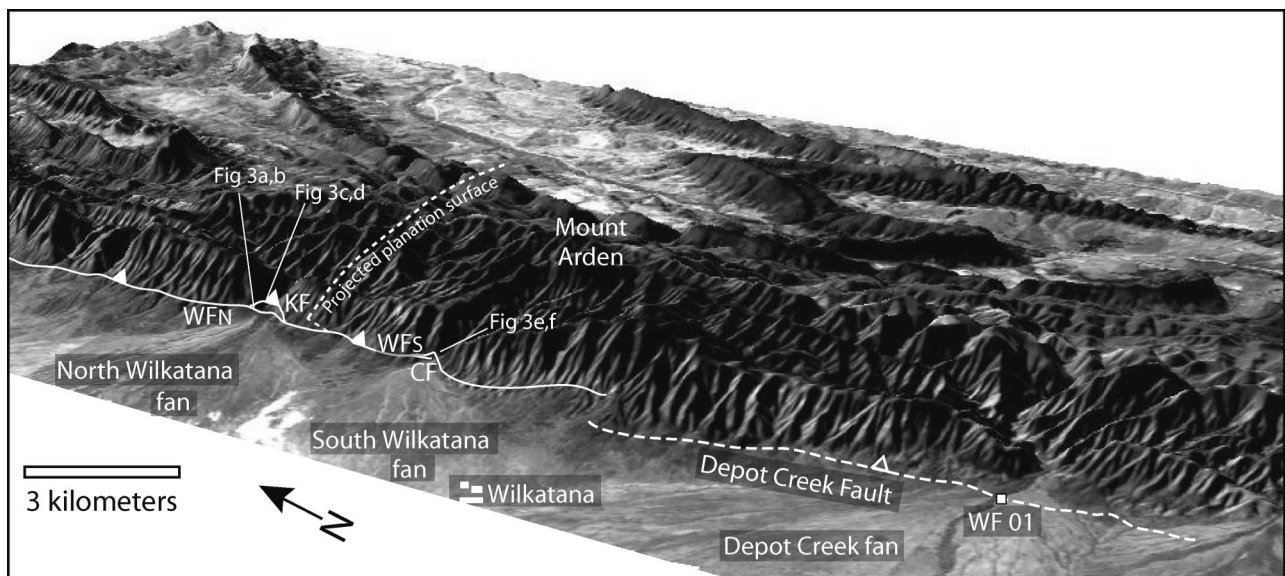 Fig 3a,b
Fig 3c,d
Projected planation surface
Mount
Arden
WFN
KF
WFS
Fig 3e,f
CF
North Wilkatana
fan
South Wilkatana
fan
Wilkatana
Depot Creek Fault
WF 01
Depot Creek fan
3 kilometers
N